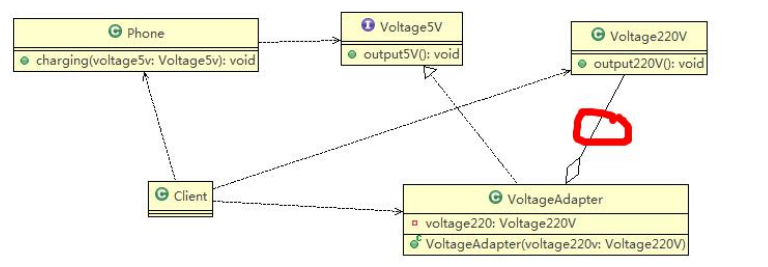 Phone
charging(voltage5v: Voltage5v): void
I Voltage5V
output5V(): void
C Voltage220V
output220V(): void
C Client
C VoltageAdapter
voltage220: Voltage220V
C VoltageAdapter(voltage220v: Voltage220V)